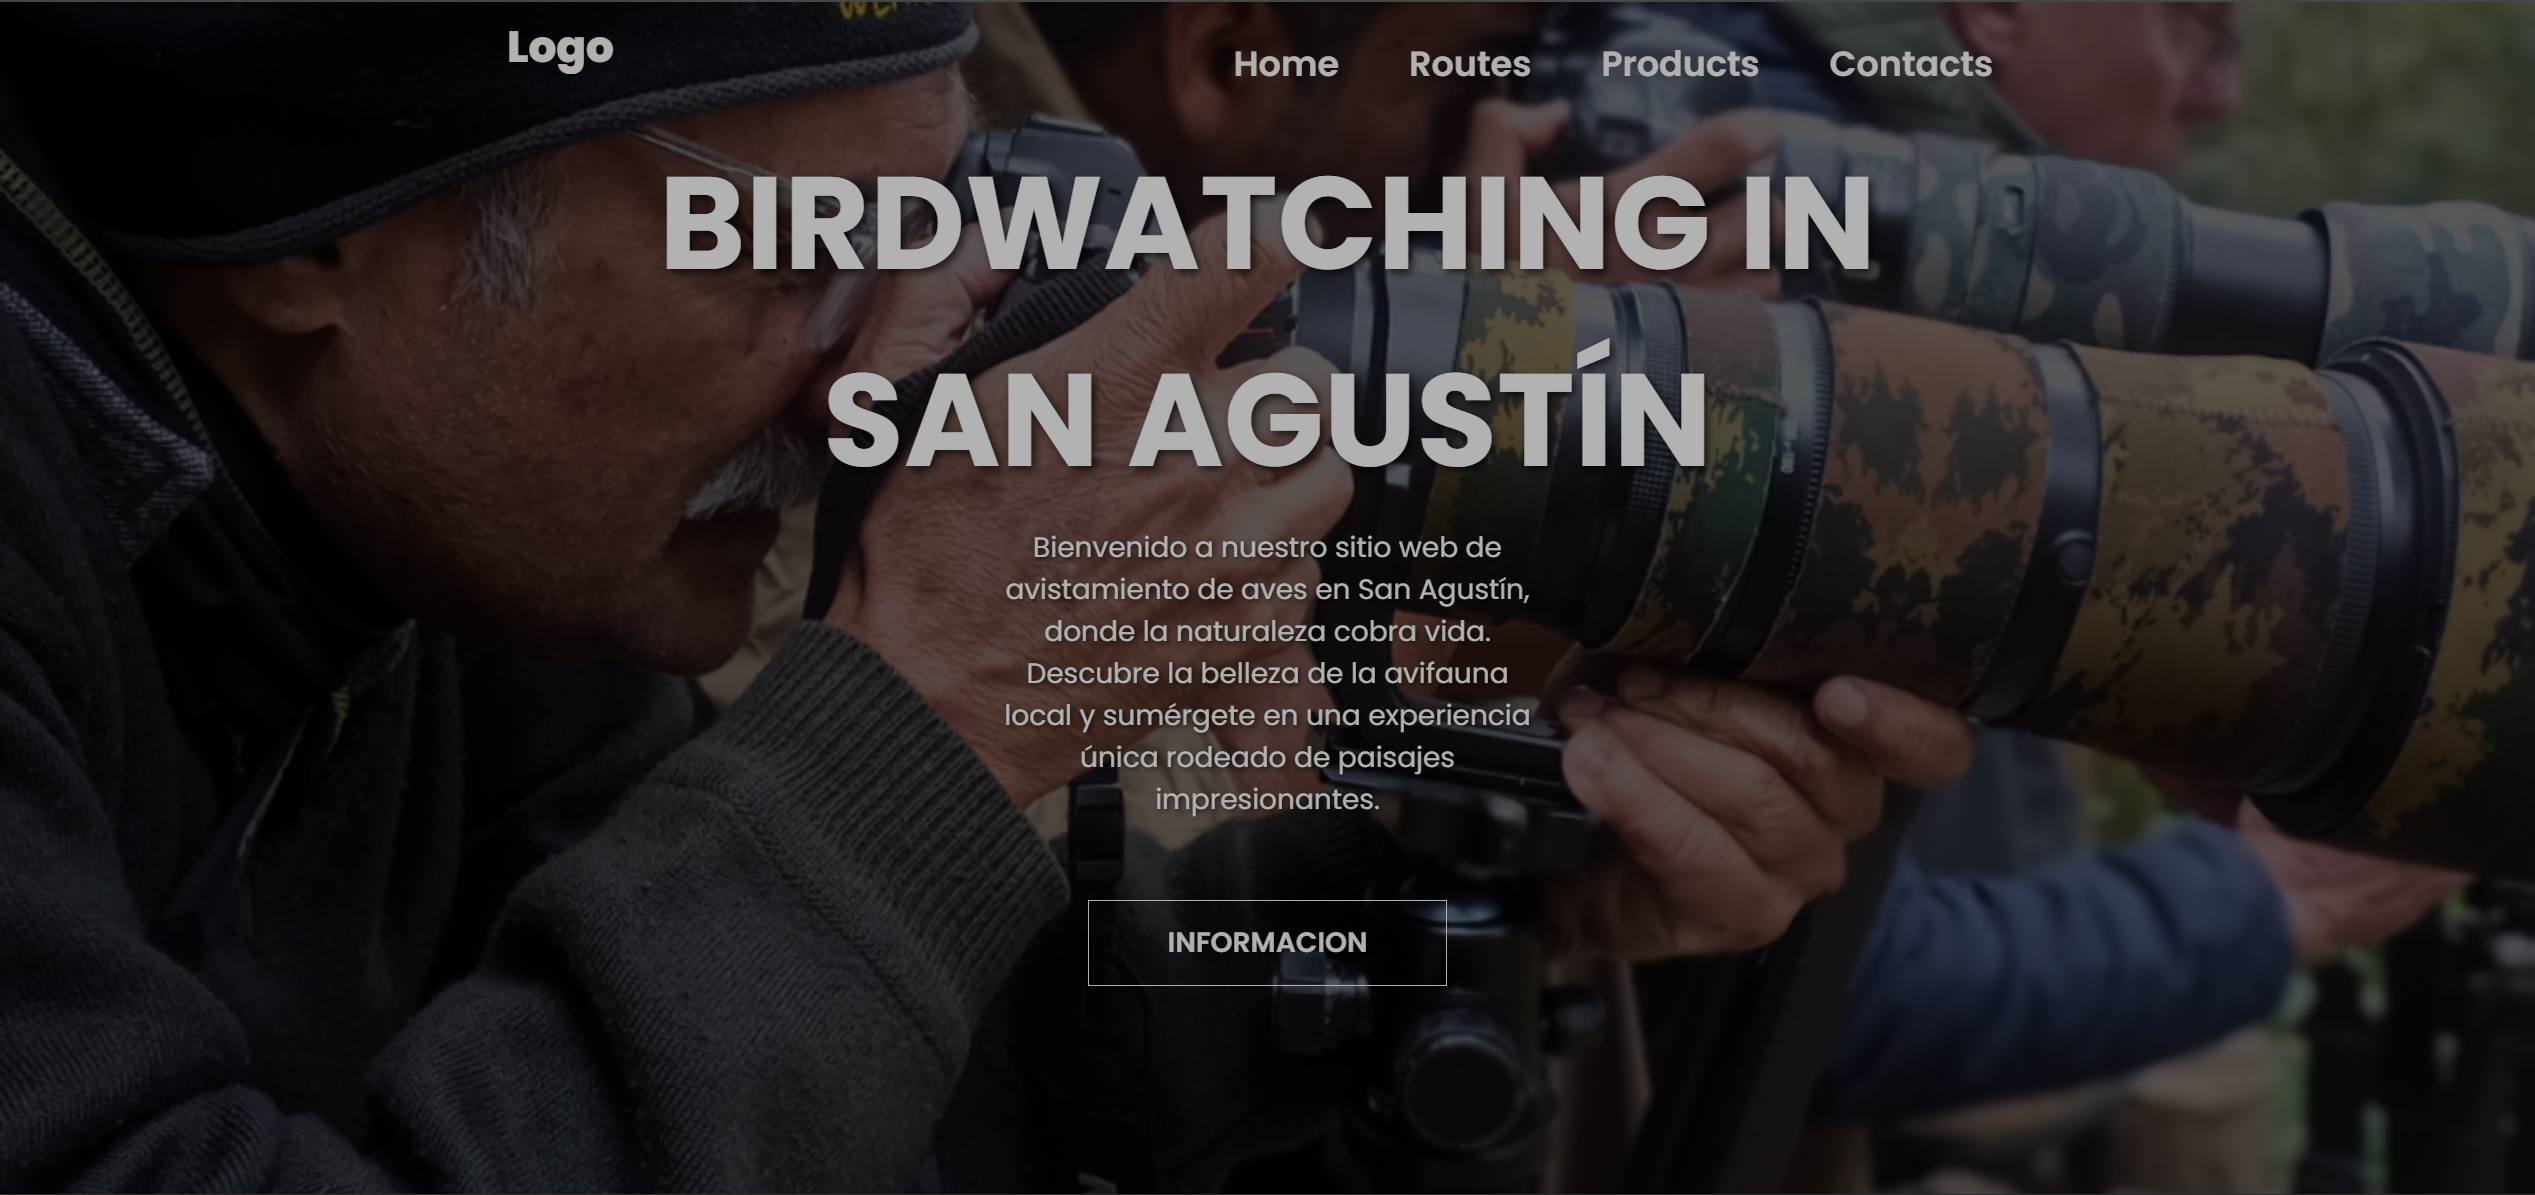 Logo
Home Routes Products Contacts
BIRDWATCHING IN
SAN AGUSTÍN
Bienvenido a nuestro sitio web de
avistamiento de aves en San Agustín,
donde la naturaleza cobra vida.
Descubre la belleza de la avifauna
local y sumérgete en una experiencia
única rodeado de paisajes
impresionantes.
INFORMACION